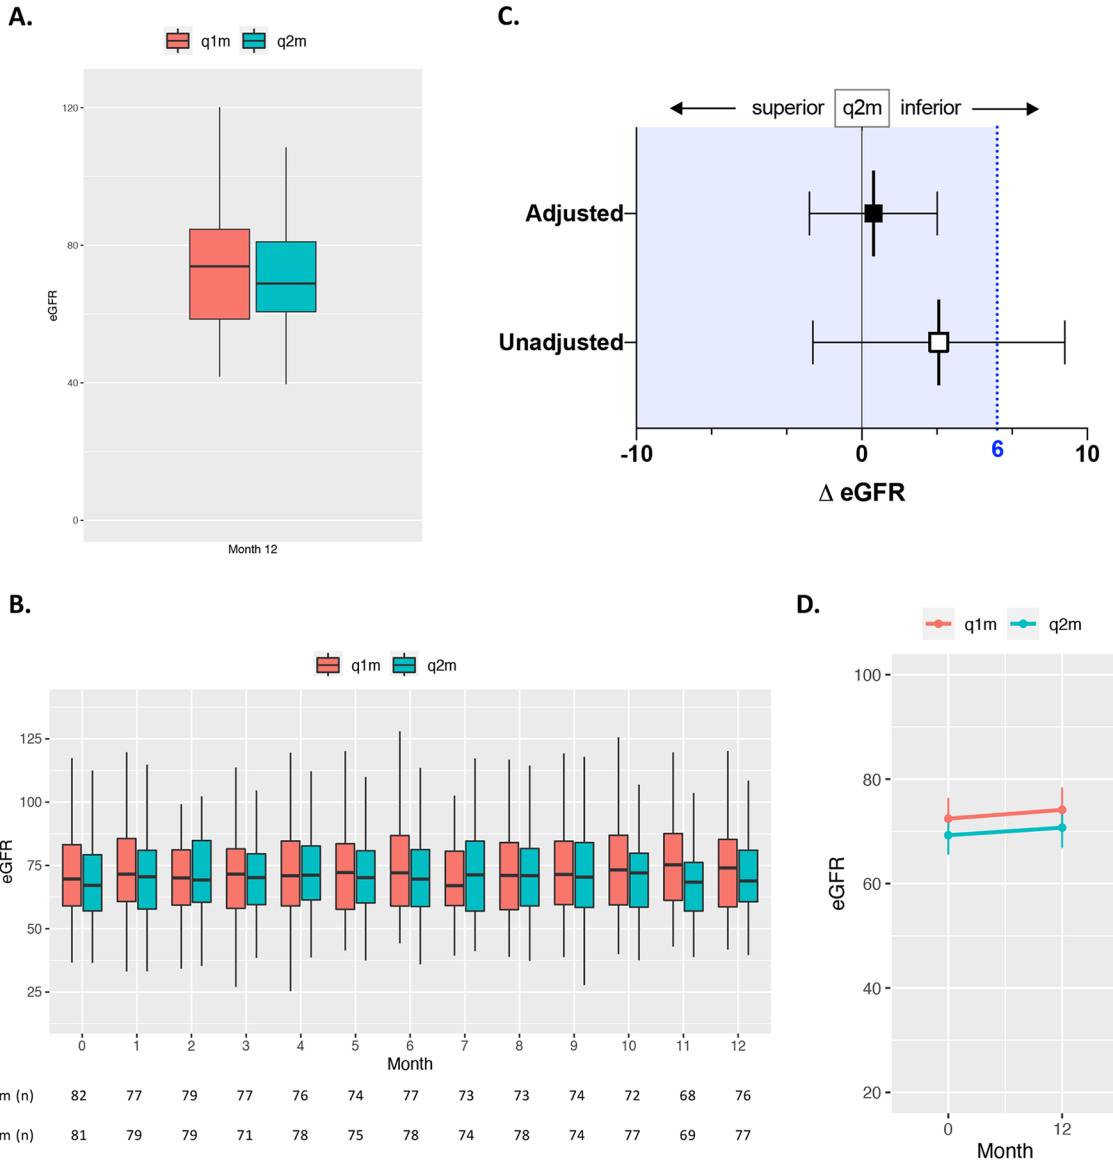 A.
q1m q2m
120
80
40
0
eGFR
Month 12
C.
superior q2m inferior
Adjusted
Unadjusted
-10 0 6 10
Δ eGFR
B.
q1m q2m
125
100
75
50
25
eGFR
0 1 2 3 4 5 6 7 8 9 10 11 12
Month
m (n) 82 77 79 77 76 74 77 73 73 74 72 68 76
m (n) 81 79 79 71 78 75 78 74 78 74 77 69 77
D.
q1m q2m
100
80
60
40
20
eGFR
0 12
Month